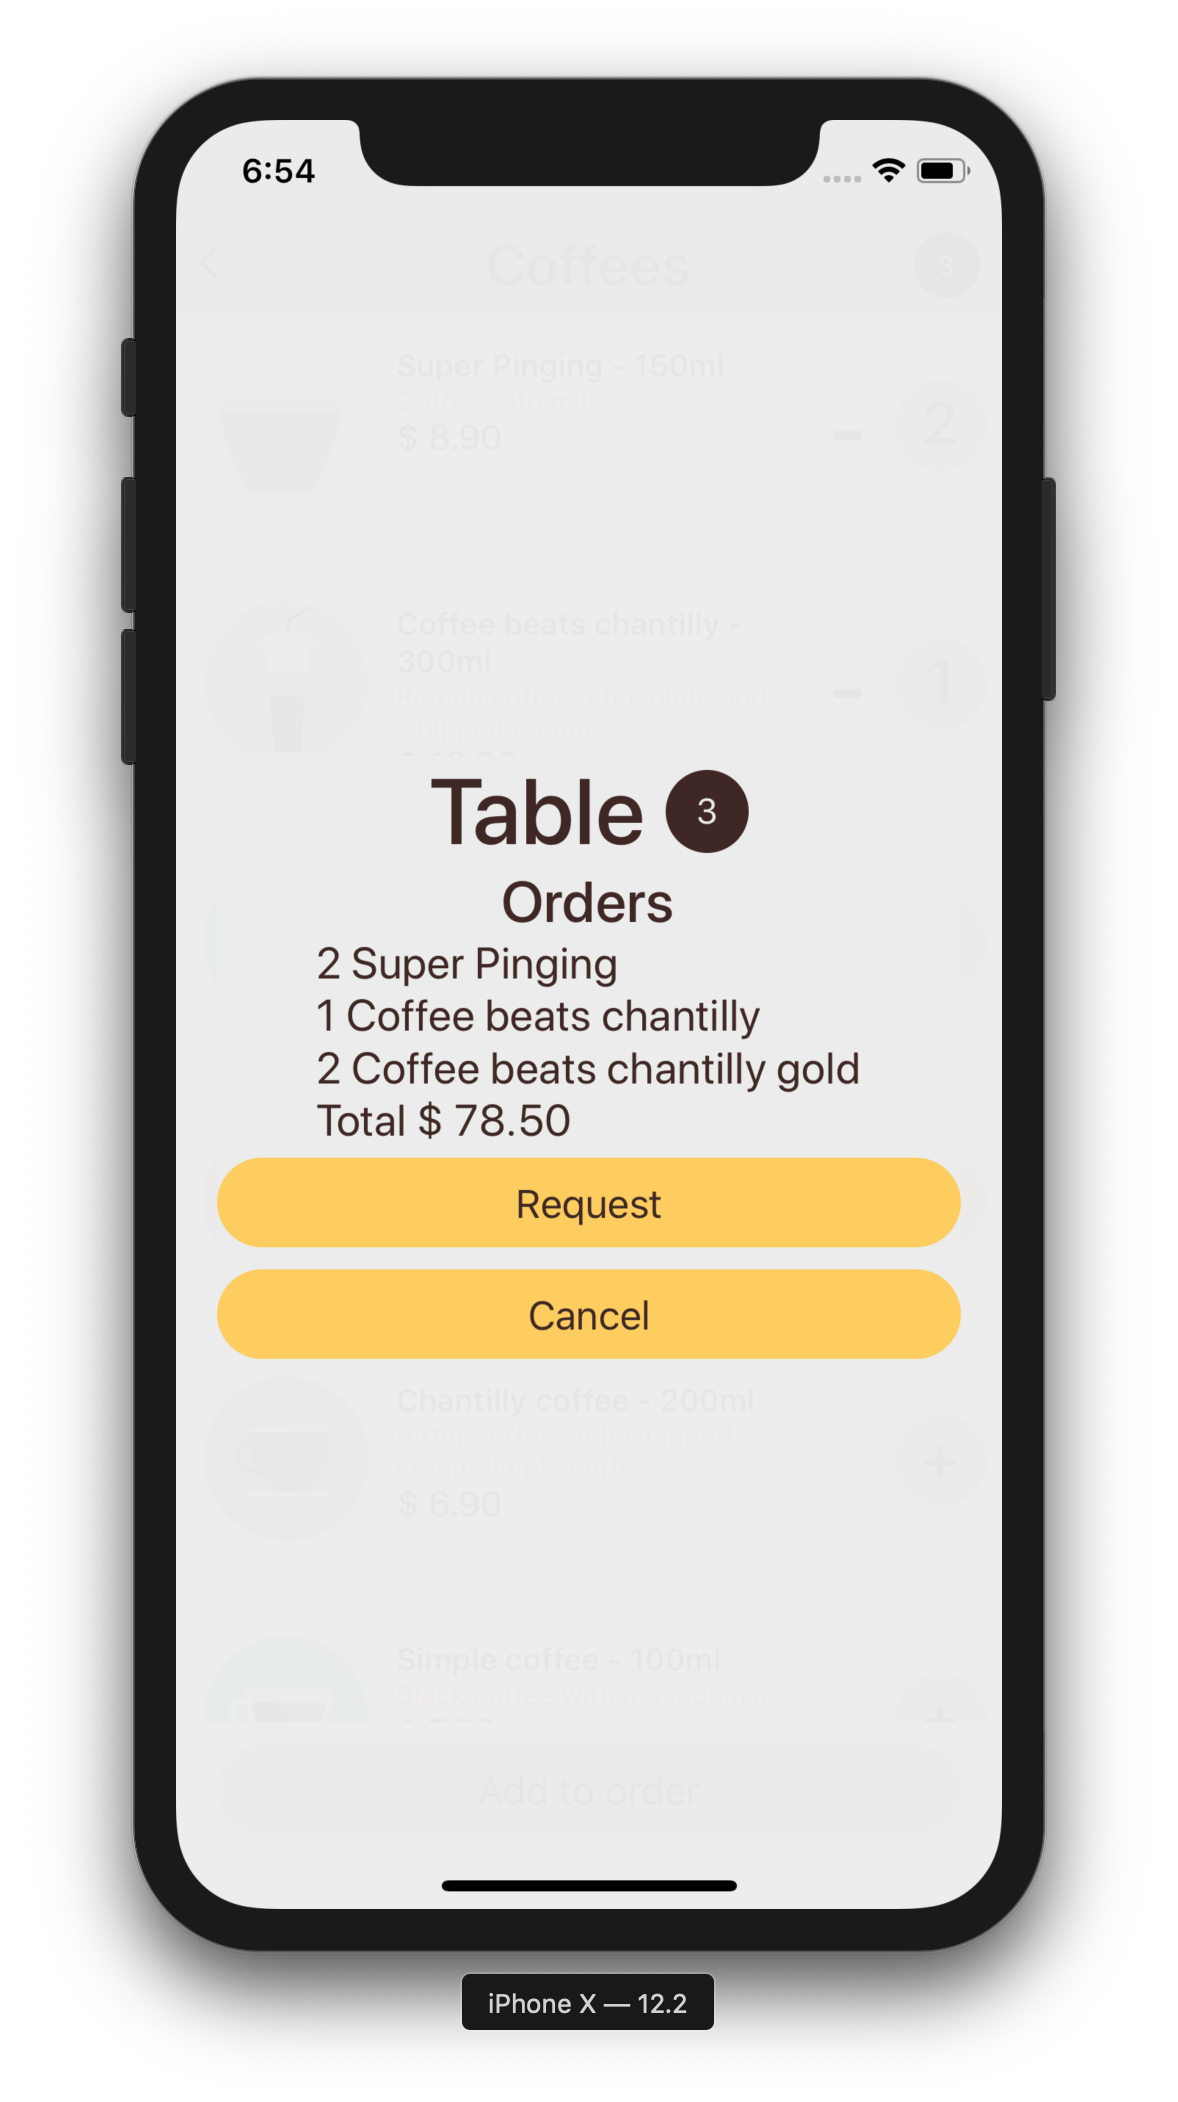 6:54
Coffees
3
Super Pinging - 150ml
Coffee with milk
$ 8.90
-
2
Coffee beats chantilly -
300ml
Roman coffee, chocolate and
whipped cream
-
1
Table 3
Orders
2 Super Pinging
1 Coffee beats chantilly
2 Coffee beats chantilly gold
Total $ 78.50
Request
Cancel
Chantilly coffee - 200ml
Bitter coffee with whipped
creamSimple coffee
$ 6.90
+
Simple coffee - 100ml
Black coffee with macadamia
+
Add to order
iPhone X — 12.2